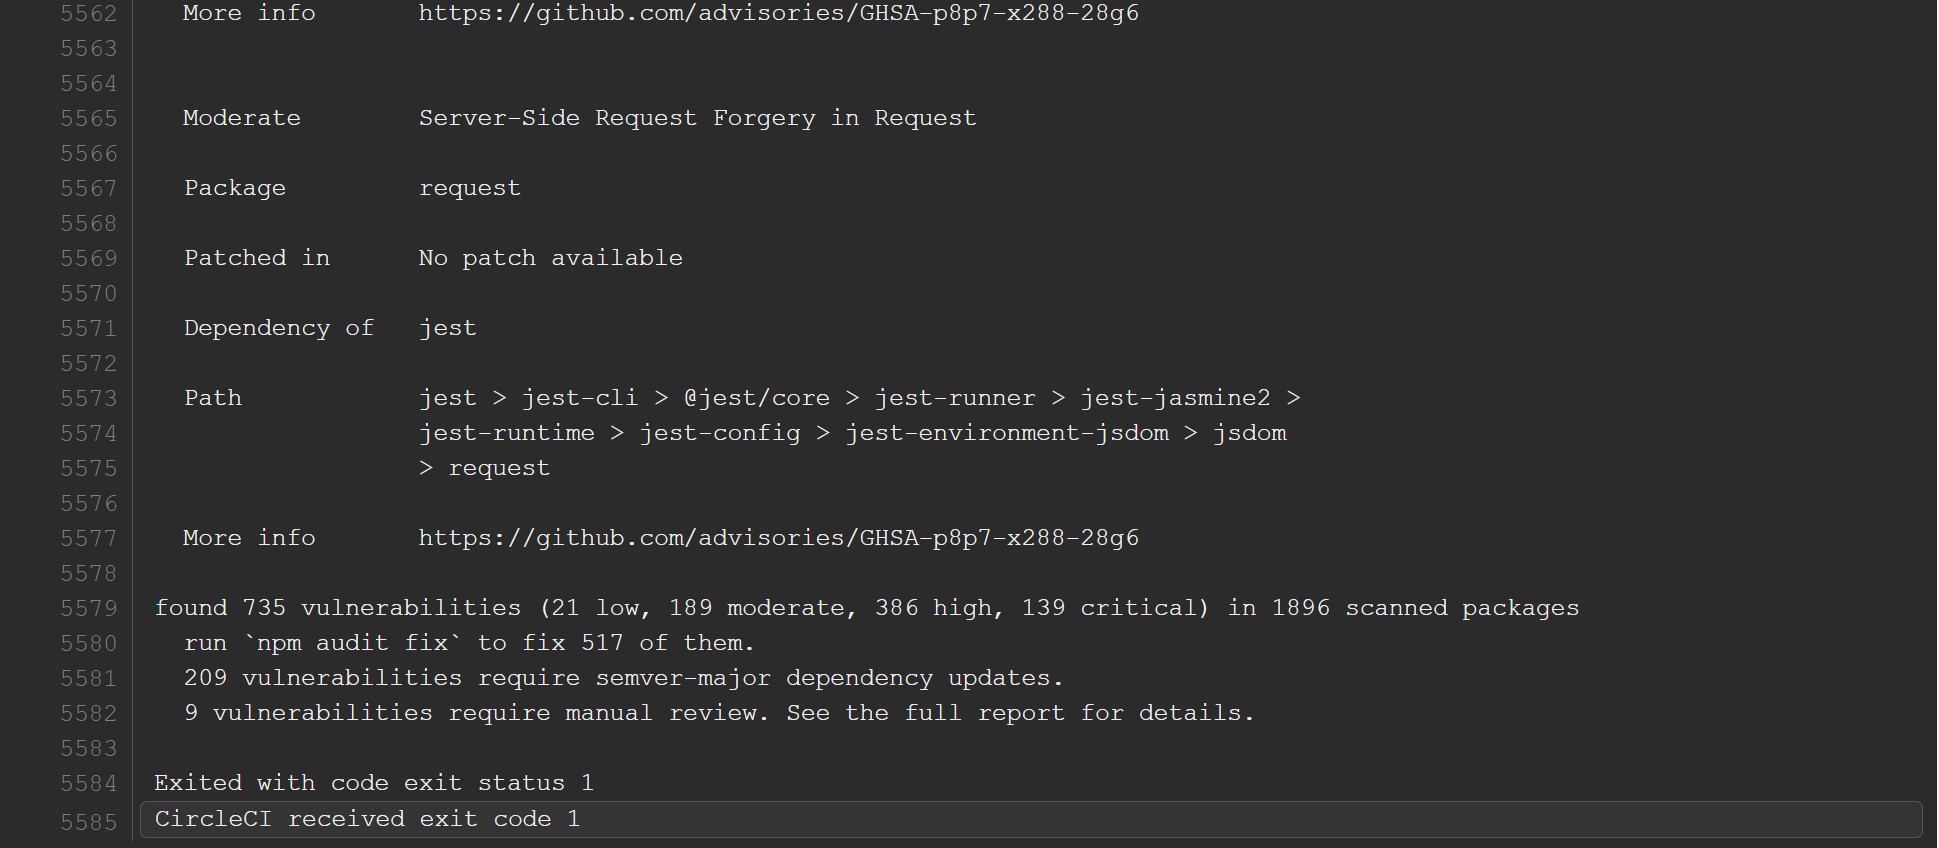 5562 More info https://github.com/advisories/GHSA-p8p7-x288-28g6
5563
5564
5565 Moderate Server-Side Request Forgery in Request
5566
5567 Package request
5568
5569 Patched in No patch available
5570
5571 Dependency of jest
5572
5573 Path jest > jest-cli > @jest/core > jest-runner > jest-jasmine2 >
5574 jest-runtime > jest-config > jest-environment-jsdom > jsdom
5575 > request
5576
5577 More info https://github.com/advisories/GHSA-p8p7-x288-28g6
5578
5579 found 735 vulnerabilities (21 low, 189 moderate, 386 high, 139 critical) in 1896 scanned packages
5580 run `npm audit fix` to fix 517 of them.
5581 209 vulnerabilities require semver-major dependency updates.
5582 9 vulnerabilities require manual review. See the full report for details.
5583
5584 Exited with code exit status 1
5585 CircleCI received exit code 1